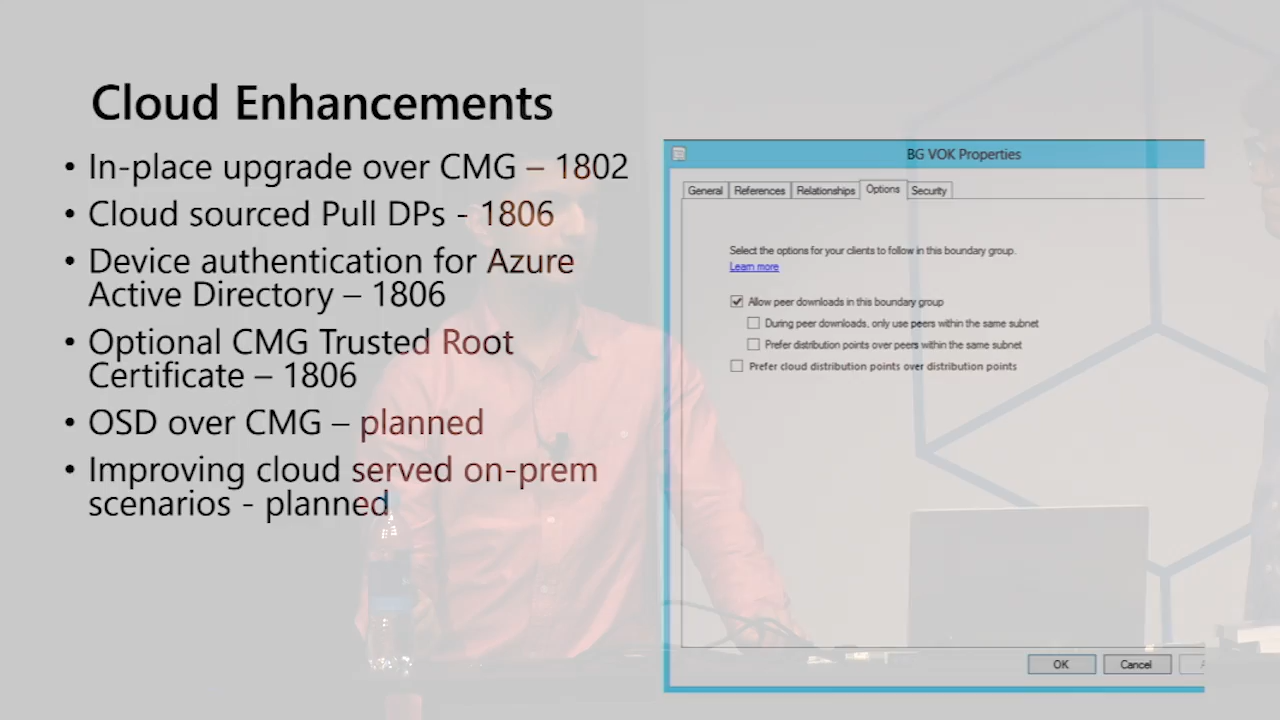 Cloud Enhancements
• In-place upgrade over CMG – 1802
• Cloud sourced Pull DPs - 1806
• Device authentication for Azure
Active Directory – 1806
• Optional CMG Trusted Root
Certificate – 1806
• OSD over CMG – planned
• Improving cloud served on-prem
scenarios - planned
BG VOK Properties
General References Relationships Options Security
Select the options for your clients to follow in this boundary group.
Learn more
Allow peer downloads in this boundary group
During peer downloads, only use peers within the same subnet
Prefer distribution points over peers within the same subnet
Prefer cloud distribution points over distribution points
OK Cancel